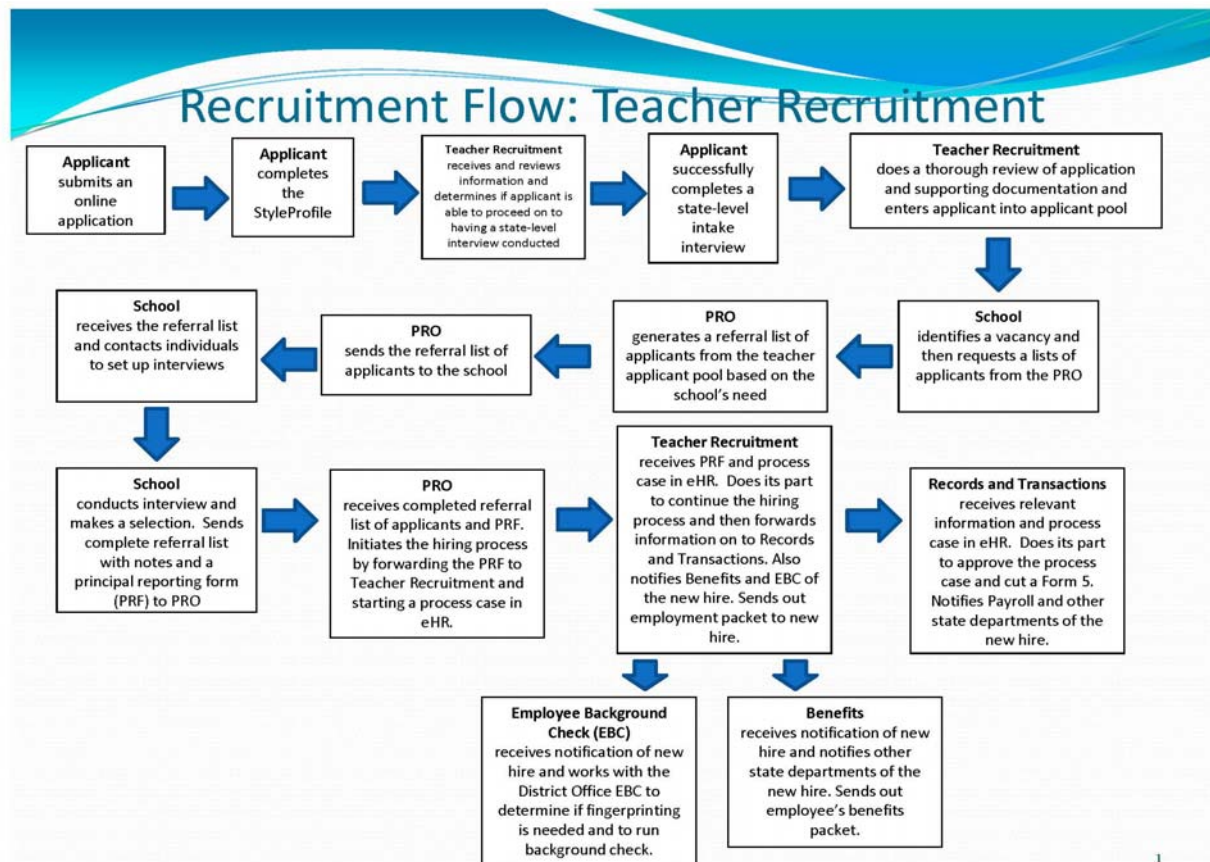 Recruitment Flow: Teacher Recruitment
Applicant
submits an
online
application
Applicant
completes
the
StyleProfile
Teacher Recruitment
receives and reviews
information and
determines if applicant is
able to proceed on to
having a state-level
interview conducted
Applicant
successfully
completes a
state-level
intake
interview
Teacher Recruitment
does a thorough review of application
and supporting documentation and
enters applicant into applicant pool
School
identifies a vacancy and
then requests a lists of
applicants from the PRO
PRO
generates a referral list of
applicants from the teacher
applicant pool based on the
school's need
PRO
sends the referral list of
applicants to the school
School
receives the referral list
and contacts individuals
to set up interviews
School
conducts interview and
makes a selection. Sends
complete referral list
with notes and a
principal reporting form
(PRF) to PRO
PRO
receives completed referral
list of applicants and PRF.
Initiates the hiring process
by forwarding the PRF to
Teacher Recruitment and
starting a process case in
eHR.
Teacher Recruitment
receives PRF and process
case in eHR. Does its part
to continue the hiring
process and then forwards
information on to Records
and Transactions. Also
notifies Benefits and EBC of
the new hire. Sends out
employment packet to new
hire.
Records and Transactions
receives relevant
information and process
case in eHR. Does its part
to approve the process
case and cut a Form 5.
Notifies Payroll and other
state departments of the
new hire.
Employee Background
Check (EBC)
receives notification of new
hire and works with the
District Office EBC to
determine if fingerprinting
is needed and to run
background check.
Benefits
receives notification of new
hire and notifies other
state departments of the
new hire. Sends out
employee's benefits
packet.
1